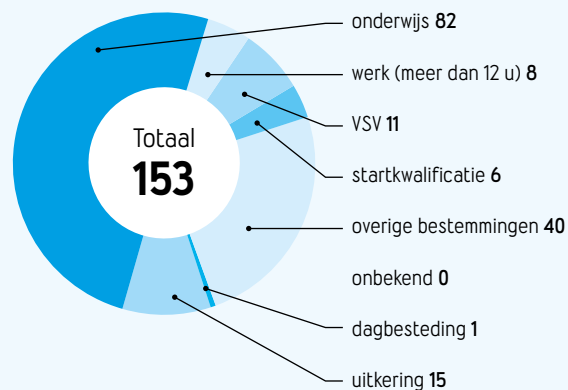 onderwijs 82
werk (meer dan 12 u) 8
VSV 11
Totaal
153
startkwalificatie 6
overige bestemmingen 40
onbekend 0
dagbesteding 1
uitkering 15